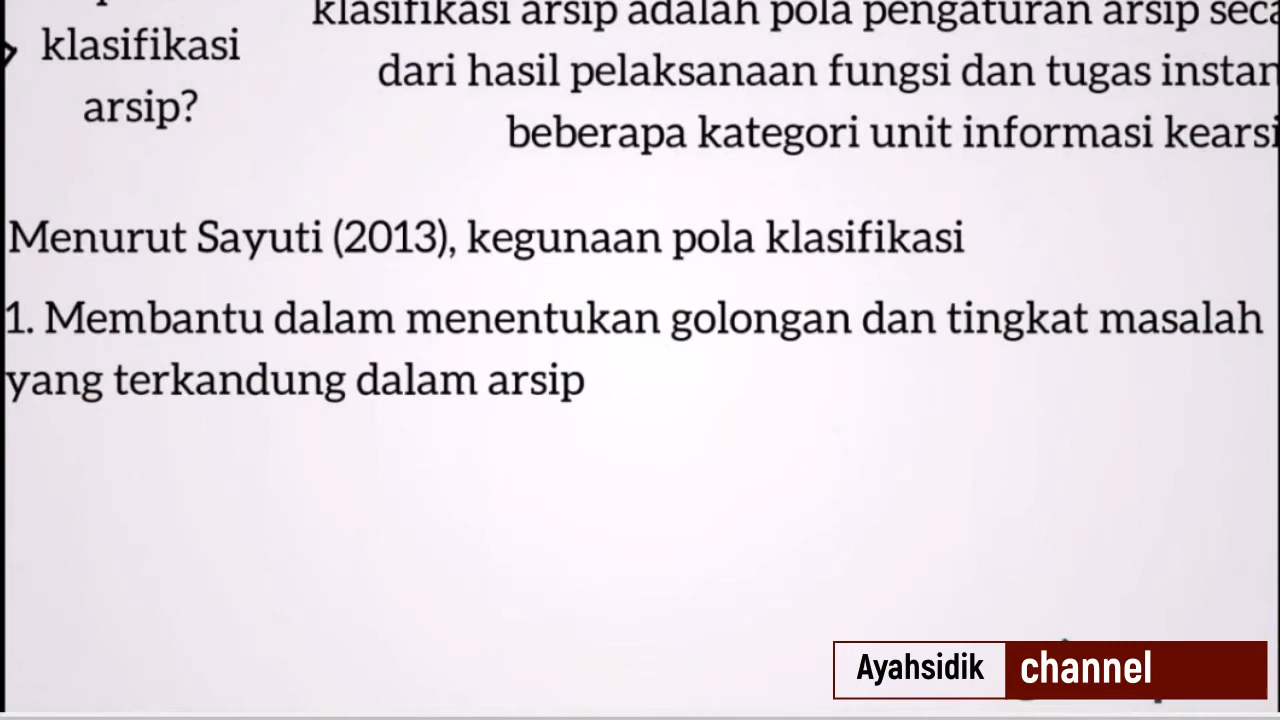 klasifikasi
arsip?
klasifikasi arsip adalah pola pengaturan arsip
dari hasil pelaksanaan fungsi dan tugas
beberapa kategori unit informasi
Menurut Sayuti (2013), kegunaan pola klasifikasi
1. Membantu dalam menentukan golongan dan tingkat masalah
yang terkandung dalam arsip
Ayahsidik channel